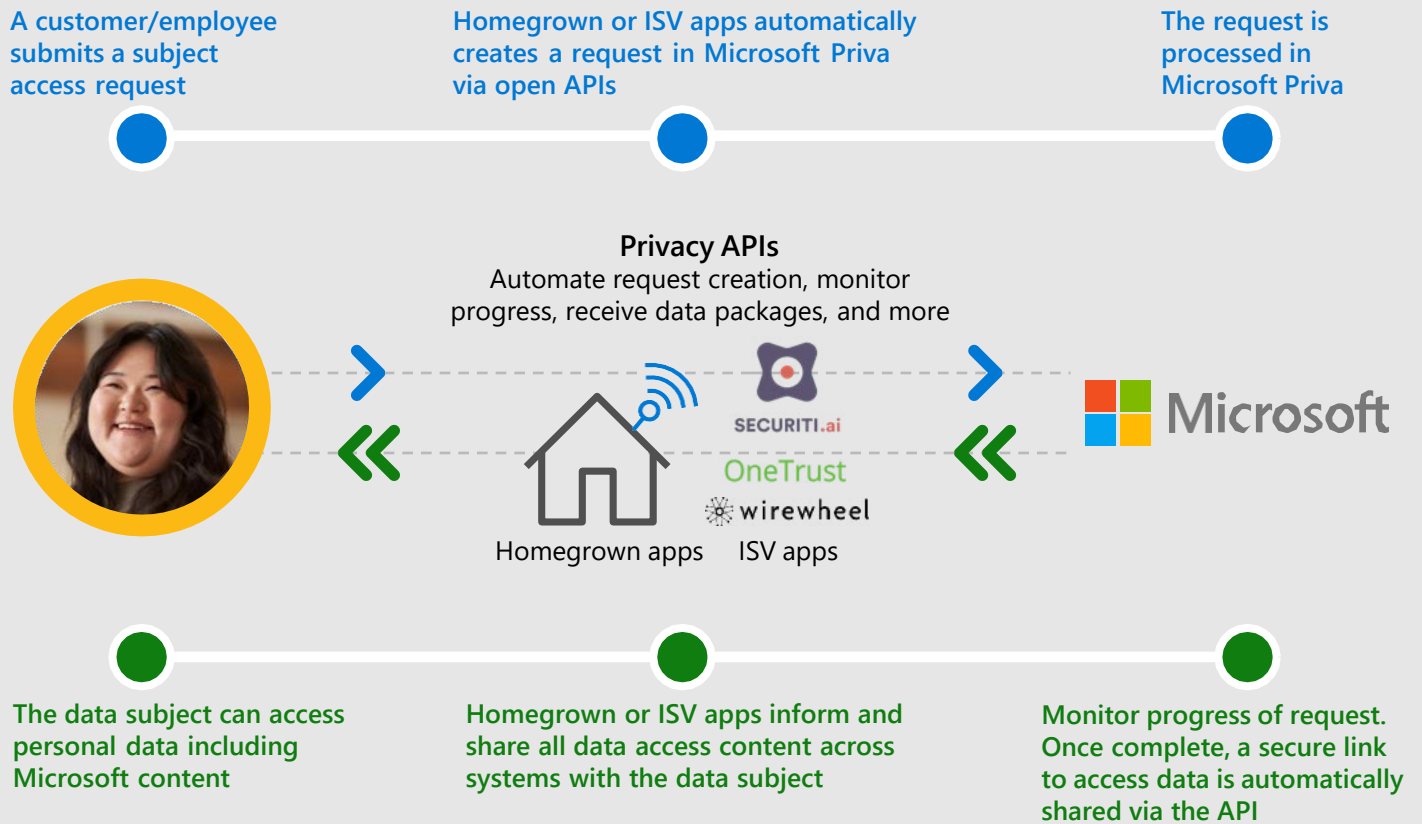 A customer/employee
submits a subject
access request
Homegrown or ISV apps automatically
creates a request in Microsoft Priva
via open APIs
The request is
processed in
Microsoft Priva
Privacy APIs
Automate request creation, monitor
progress, receive data packages, and more
SECURITI.ai
OneTrust
wirewheel
Homegrown apps
ISV apps
Microsoft
The data subject can access
personal data including
Microsoft content
Homegrown or ISV apps inform and
share all data access content across
systems with the data subject
Monitor progress of request.
Once complete, a secure link
to access data is automatically
shared via the API